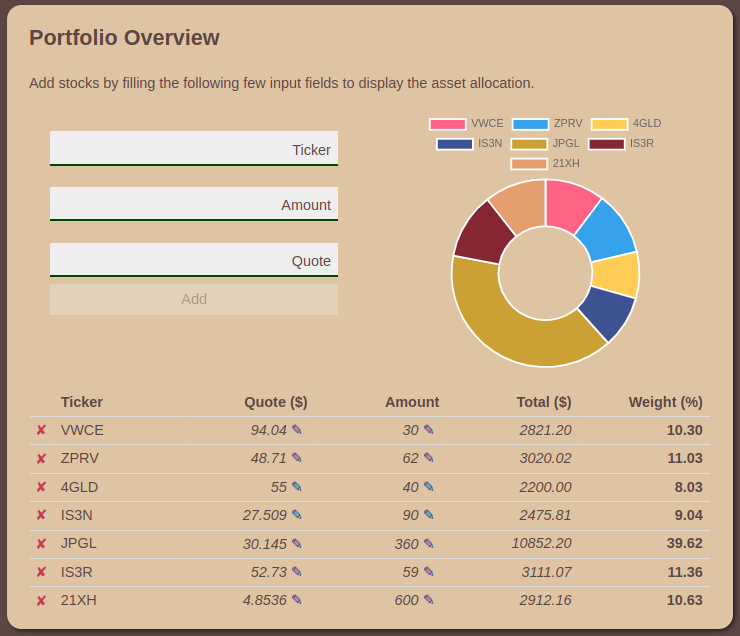 Portfolio Overview
Add stocks by filling the following few input fields to display the asset allocation.
Ticker
Amount
Quote
Add
VWCE ZPRV 4GLD
IS3N JPGL IS3R
21XH
Ticker Quote ($) Amount Total ($) Weight (%)
✘ VWCE 94.04 ✎ 30 ✎ 2821.20 10.30
✘ ZPRV 48.71 ✎ 62 ✎ 3020.02 11.03
✘ 4GLD 55 ✎ 40 ✎ 2200.00 8.03
✘ IS3N 27.509 ✎ 90 ✎ 2475.81 9.04
✘ JPGL 30.145 ✎ 360 ✎ 10852.20 39.62
✘ IS3R 52.73 ✎ 59 ✎ 3111.07 11.36
✘ 21XH 4.8536 ✎ 600 ✎ 2912.16 10.63